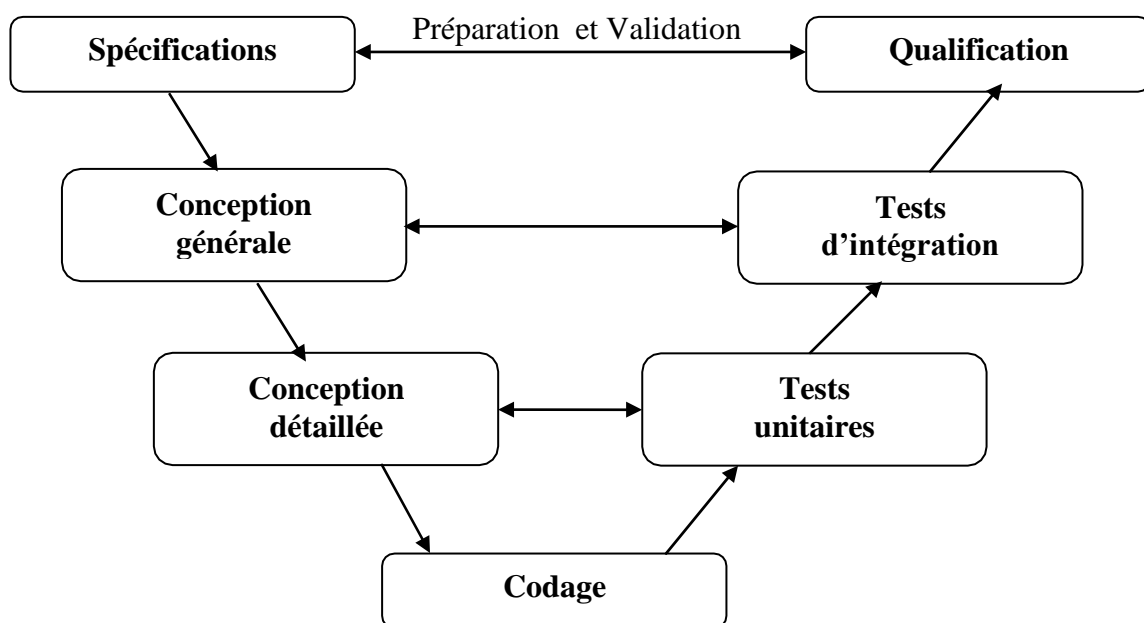 Préparation et Validation
Spécifications
Qualification
Conception
générale
Tests
d'intégration
Conception
détaillée
Tests
unitaires
Codage